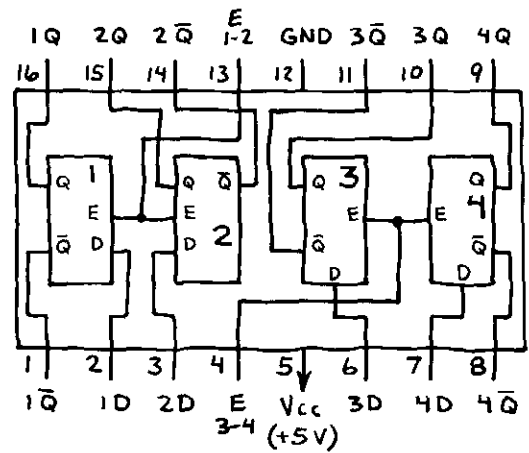 E
1Q 2Q 2Q̅ 1-2 GND 3Q̅ 3Q 4Q
16 15 14 13 12 11 10 9
1 3
Q Q Q̅ Q Q 4
E E E E
Q̅ D D 2 Q̅ Q̅
D D
1 2 3 4 5 6 7 8
1Q̅ 1D 2D E Vcc 3D 4D 4Q̅
3-4 (+5V)